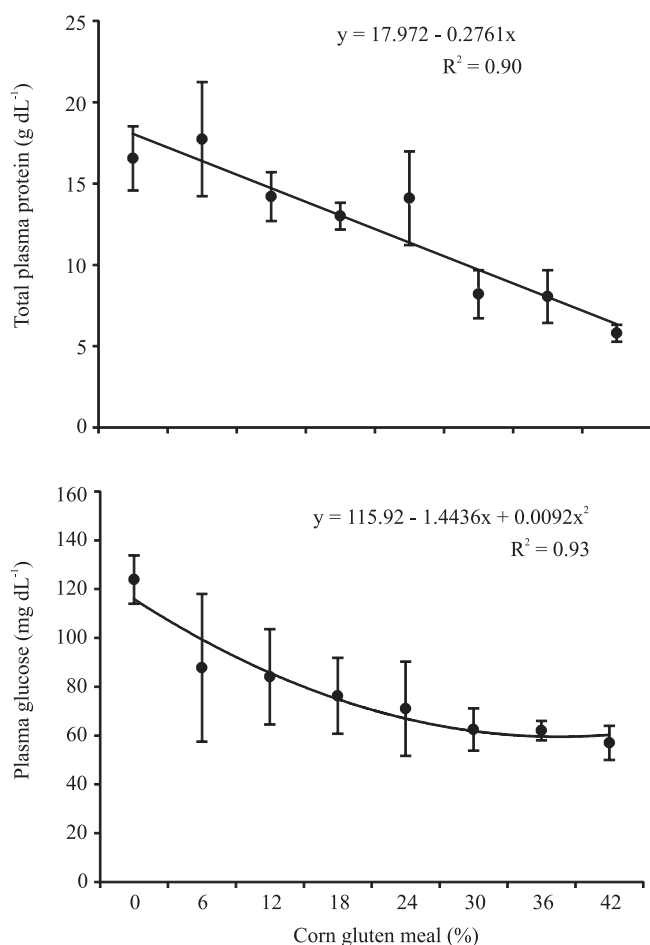 y = 17.972 - 0.2761x
R² = 0.90
Total plasma protein (g dL⁻¹)
25
20
15
10
5
0
y = 115.92 - 1.4436x + 0.0092x²
R² = 0.93
Plasma glucose (mg dL⁻¹)
160
140
120
100
80
60
40
20
0
0 6 12 18 24 30 36 42
Corn gluten meal (%)